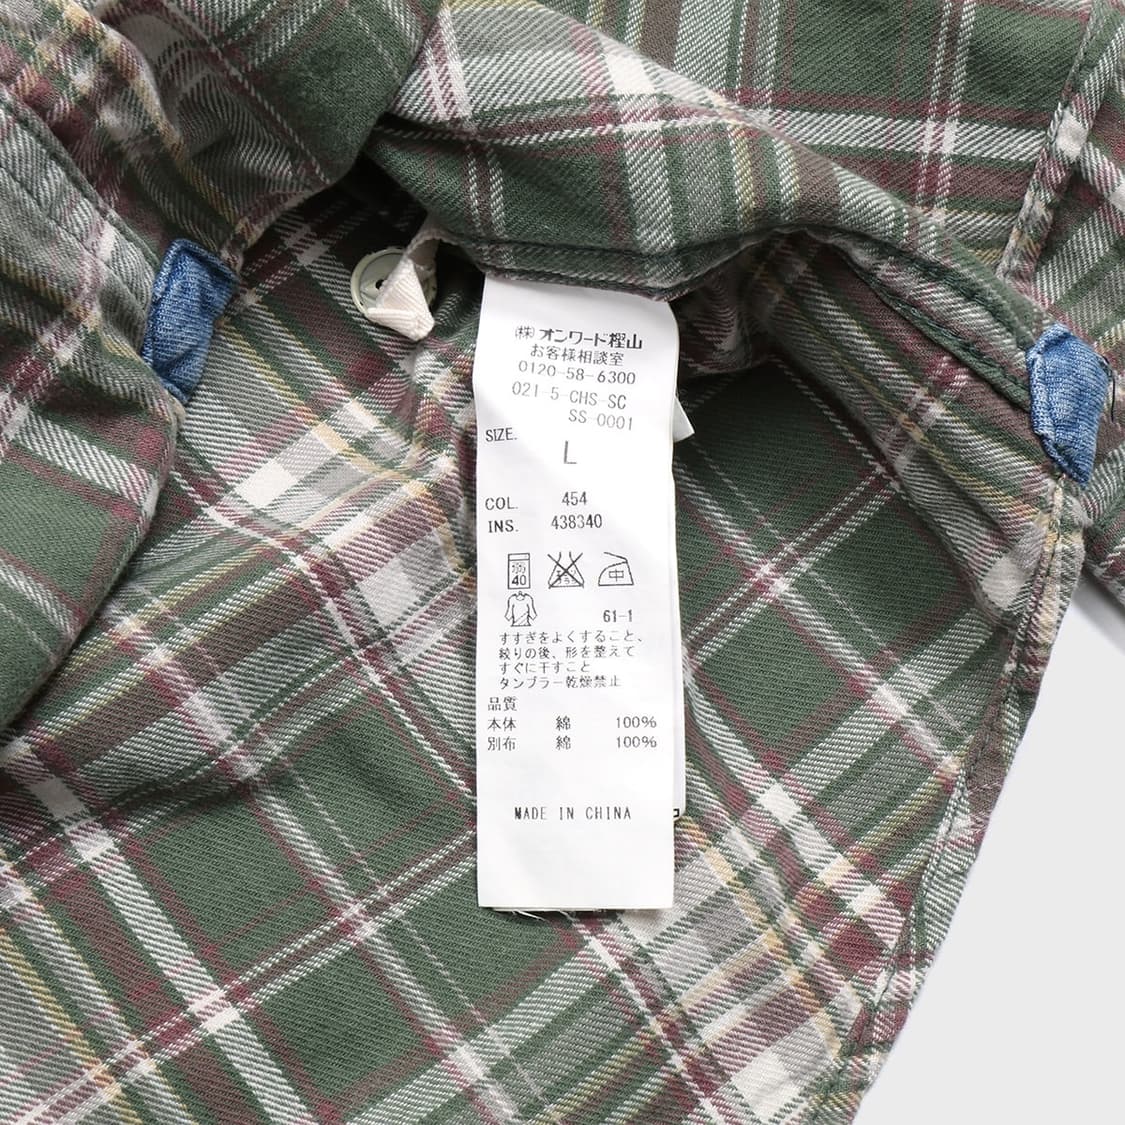 ㈱オンワード樫山
お客様相談室
0120-58-6300
021-5-CHS-SC
SS-0001
SIZE.
L
COL. 454
INS. 438340
40
中
61-1
すすぎをよくすること、
絞りの後、形を整えて
すぐに干すこと
タンブラー乾燥禁止
品質
本体 綿 100%
別布 綿 100%
MADE IN CHINA